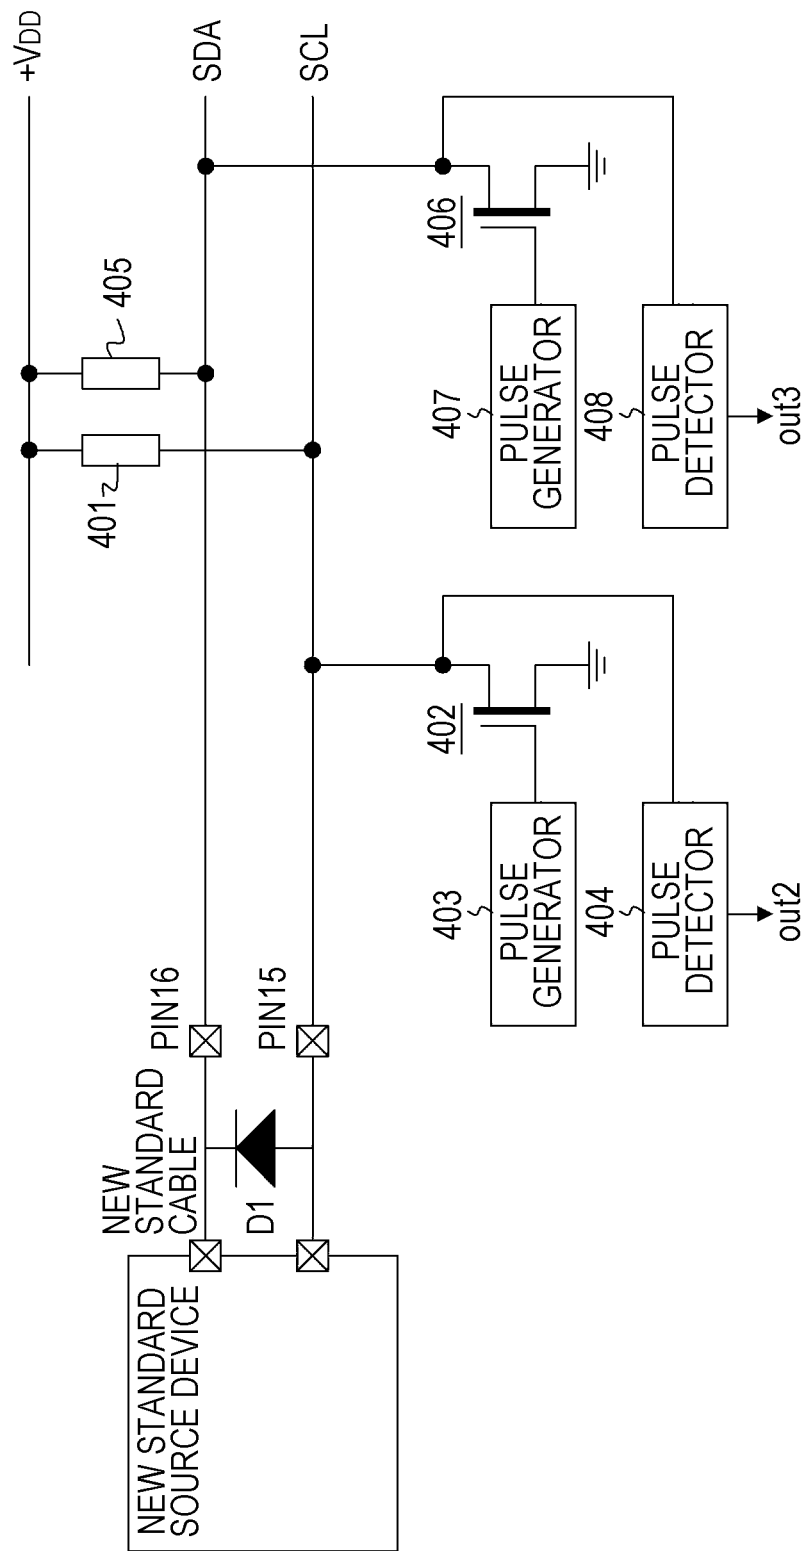 +VDD
SDA
SCL
405
401
406
407
PULSE
GENERATOR
408
PULSE
DETECTOR
out3
402
403
PULSE
GENERATOR
404
PULSE
DETECTOR
out2
PIN16
PIN15
NEW
STANDARD
CABLE
D1
NEW STANDARD
SOURCE DEVICE